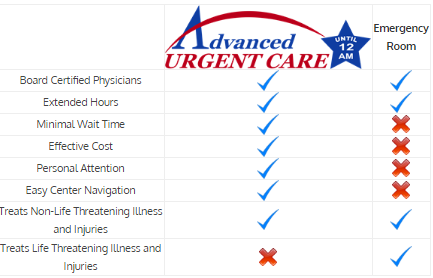 Advanced
URGENT CARE
UNTIL
12
AM
Emergency
Room
Board Certified Physicians
Extended Hours
Minimal Wait Time
Effective Cost
Personal Attention
Easy Center Navigation
Treats Non-Life Threatening Illness
and Injuries
Treats Life Threatening Illness and
Injuries